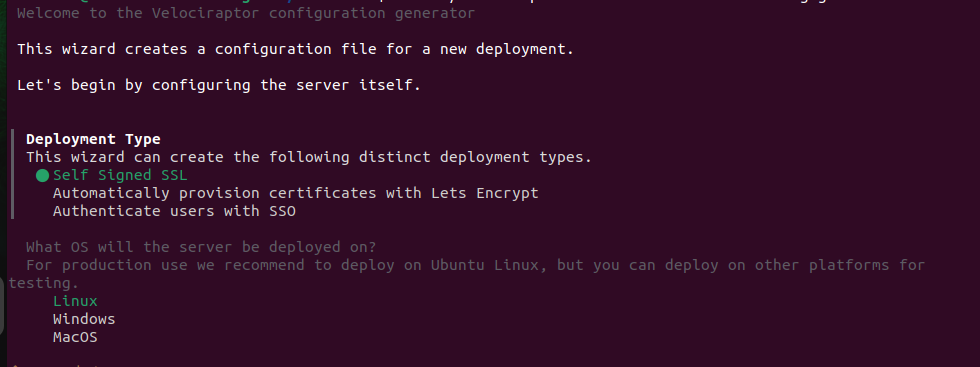 Welcome to the Velociraptor configuration generator
This wizard creates a configuration file for a new deployment.
Let's begin by configuring the server itself.
Deployment Type
This wizard can create the following distinct deployment types.
Self Signed SSL
Automatically provision certificates with Lets Encrypt
Authenticate users with SSO
What OS will the server be deployed on?
For production use we recommend to deploy on Ubuntu Linux, but you can deploy on other platforms for
testing.
Linux
Windows
MacOS